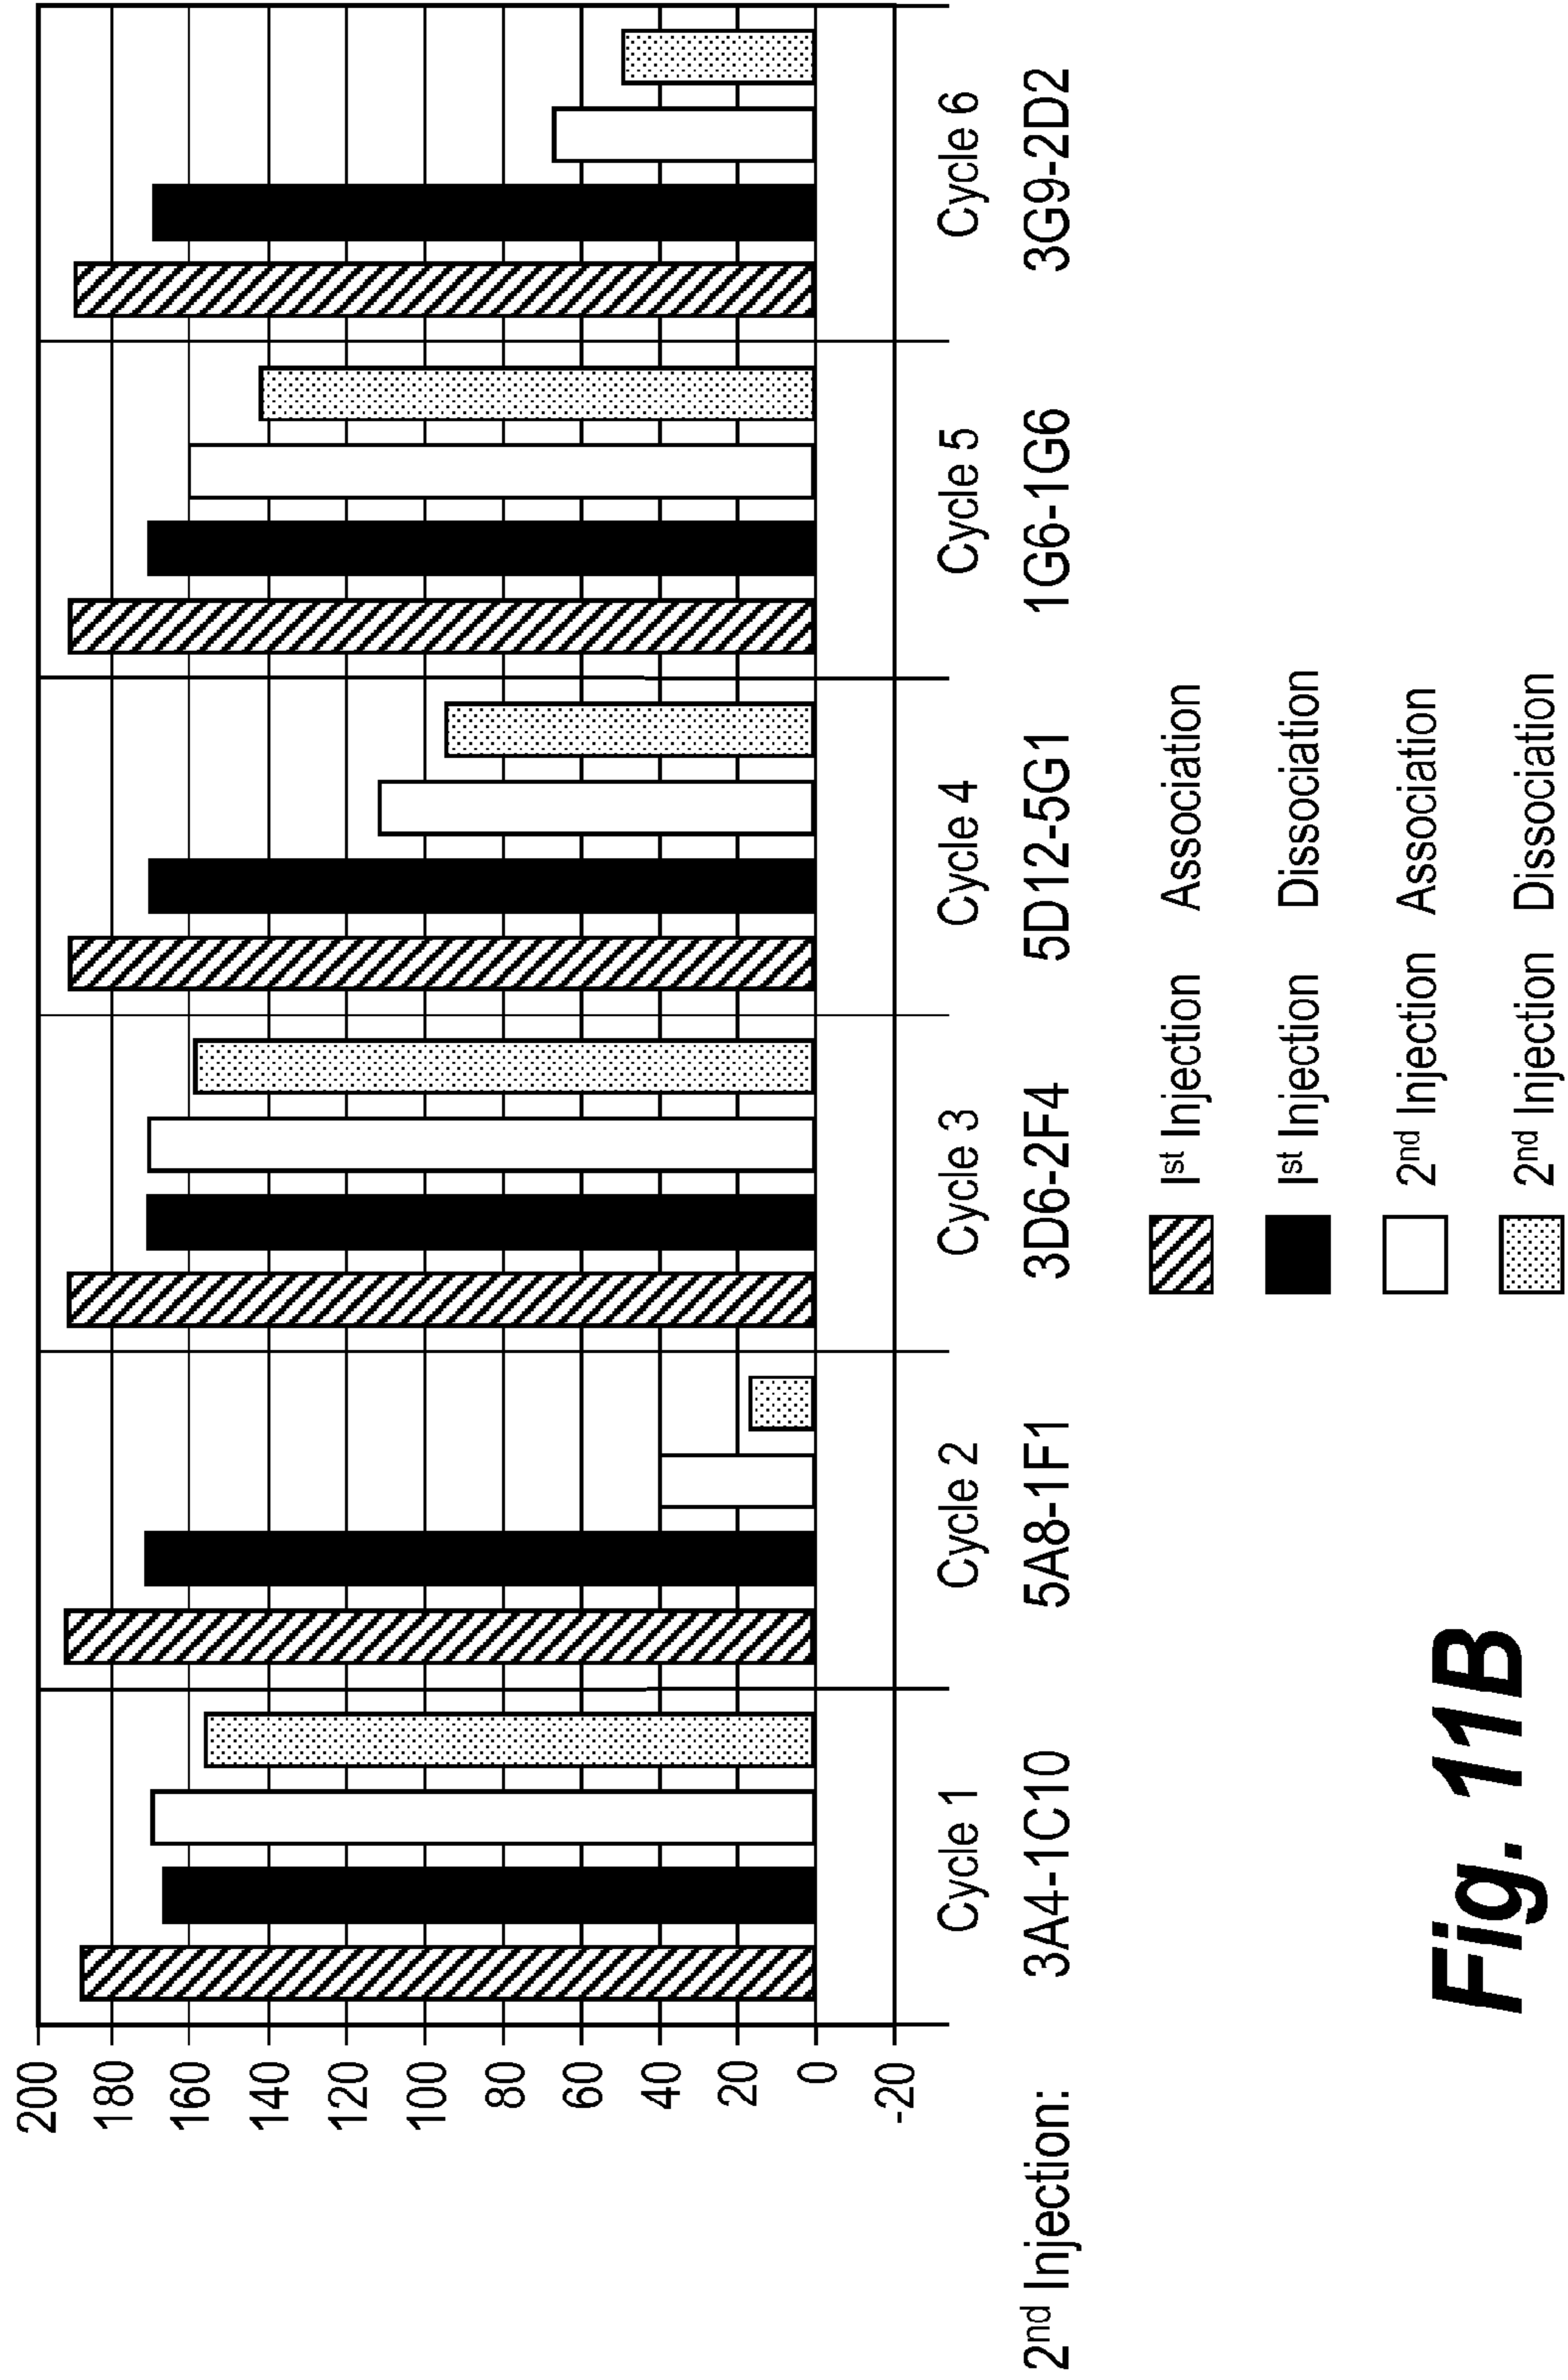 200
180
160
140
120
100
80
60
40
20
0
-20
Cycle 1 Cycle 2 Cycle 3 Cycle 4 Cycle 5 Cycle 6
2nd Injection: 3A4-1C10 5A8-1F1 3D6-2F4 5D12-5G1 1G6-1G6 3G9-2D2
Ist Injection Association
Ist Injection Dissociation
2nd Injection Association
2nd Injection Dissociation
Fig. 11B